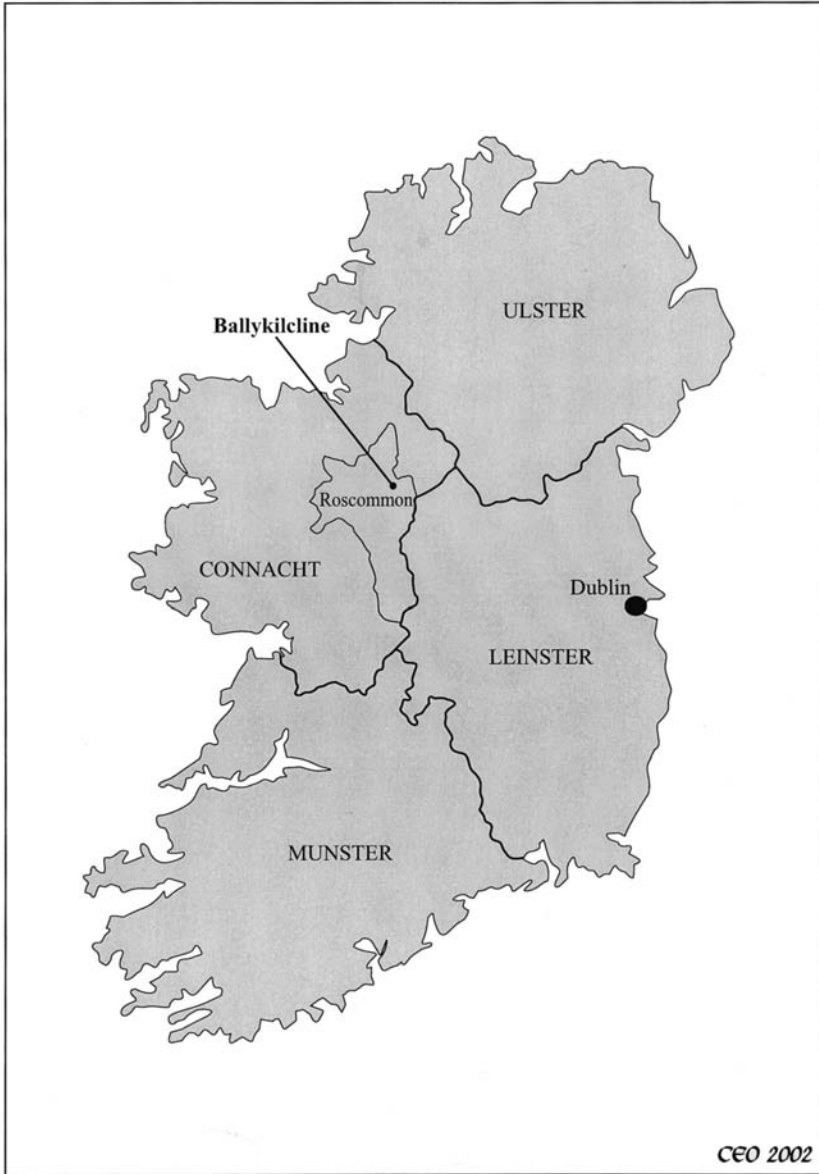 ULSTER
Ballykilcline
Roscommon
CONNACHT
Dublin
LEINSTER
MUNSTER
CEO 2002